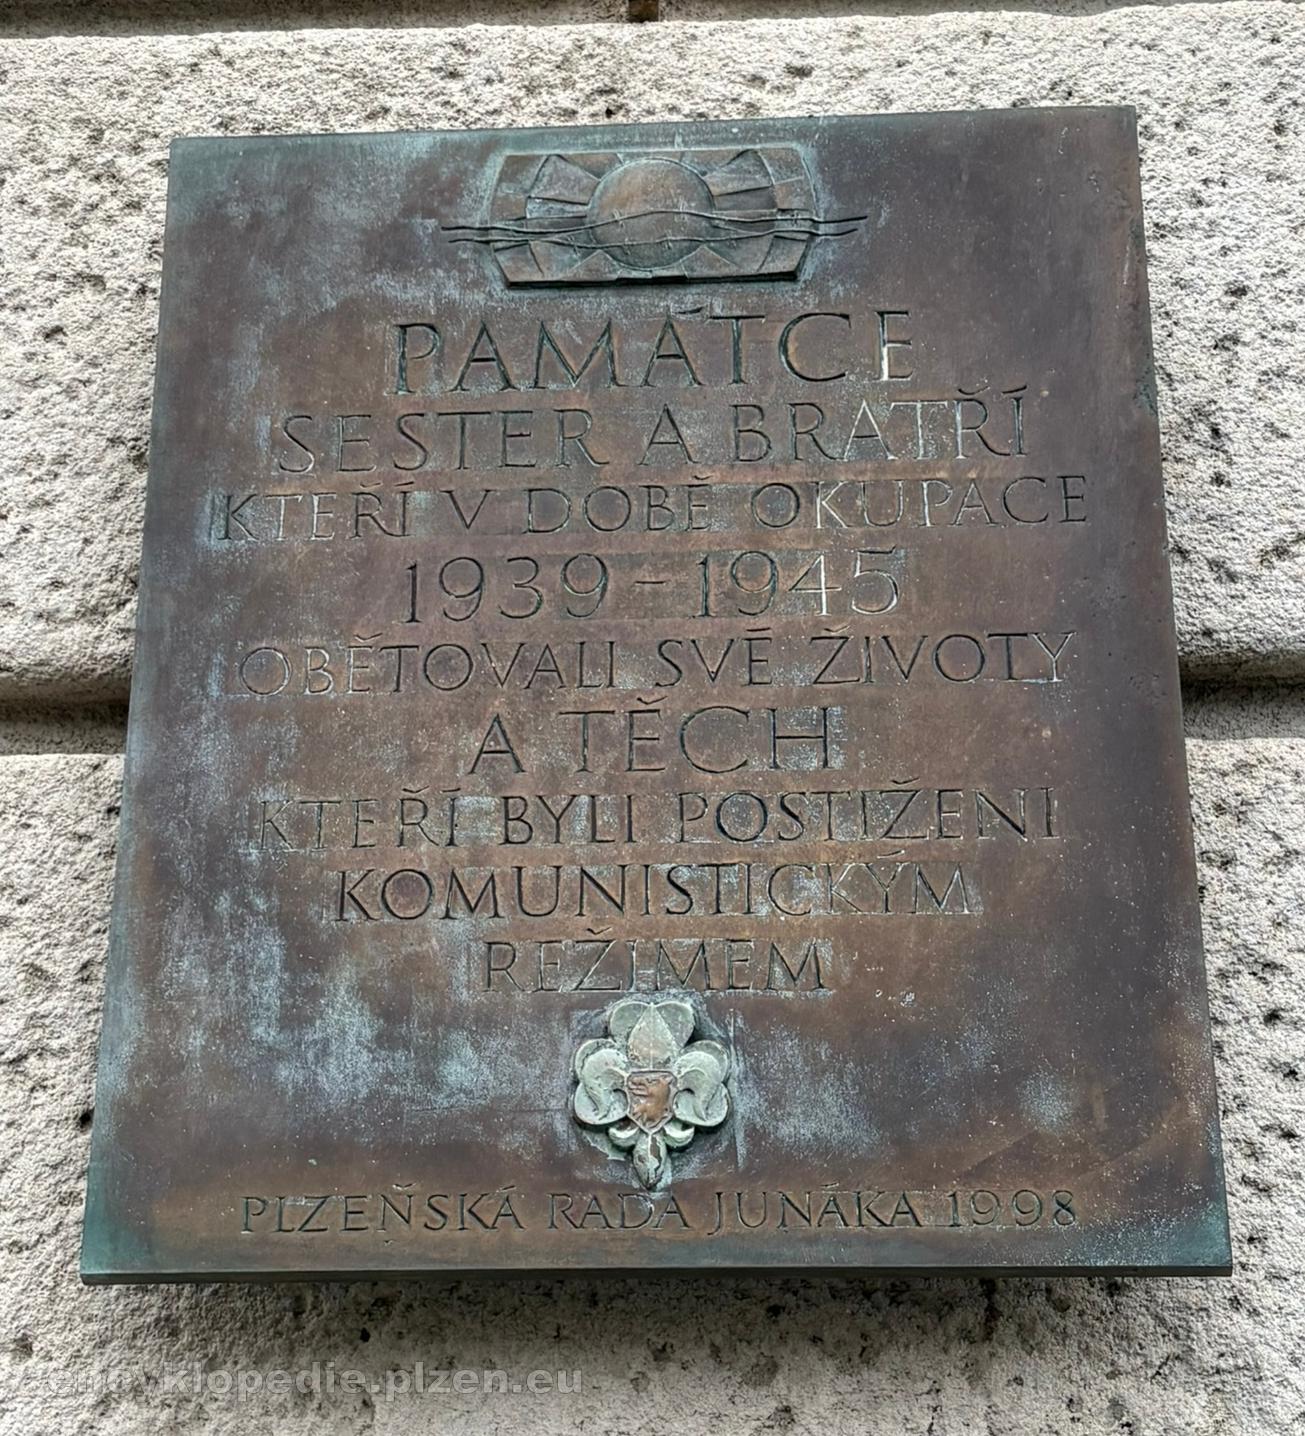 PAMÁTCE
SESTER A BRATŘÍ
KTEŘÍ V DOBĚ OKUPACE
1939 - 1945
OBĚTOVALI SVÉ ŽIVOTY
A TĚCH
KTEŘÍ BYLI POSTIŽENI
KOMUNISTICKÝM
REŽIMEM
PLZEŇSKÁ RADA JUNÁKA 1998
encyklopedie.plzen.eu